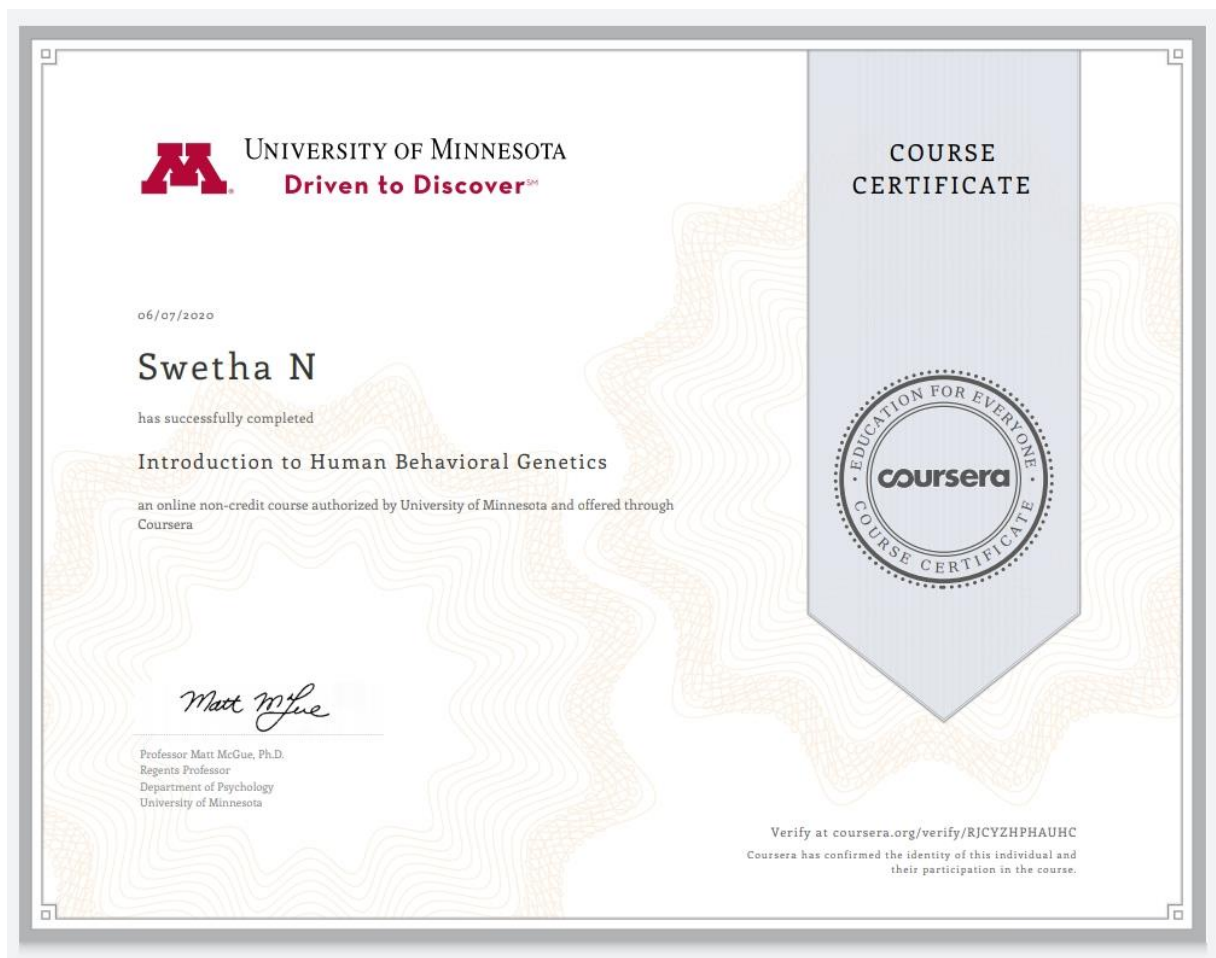 UNIVERSITY OF MINNESOTA
Driven to Discover℠
COURSE
CERTIFICATE
06/07/2020
Swetha N
has successfully completed
Introduction to Human Behavioral Genetics
an online non-credit course authorized by University of Minnesota and offered through
Coursera
EDUCATION FOR EVERYONE
coursera
COURSE CERTIFICATE
Matt McGue
Professor Matt McGue, Ph.D.
Regents Professor
Department of Psychology
University of Minnesota
Verify at coursera.org/verify/RJCYZHPHAUHC
Coursera has confirmed the identity of this individual and
their participation in the course.